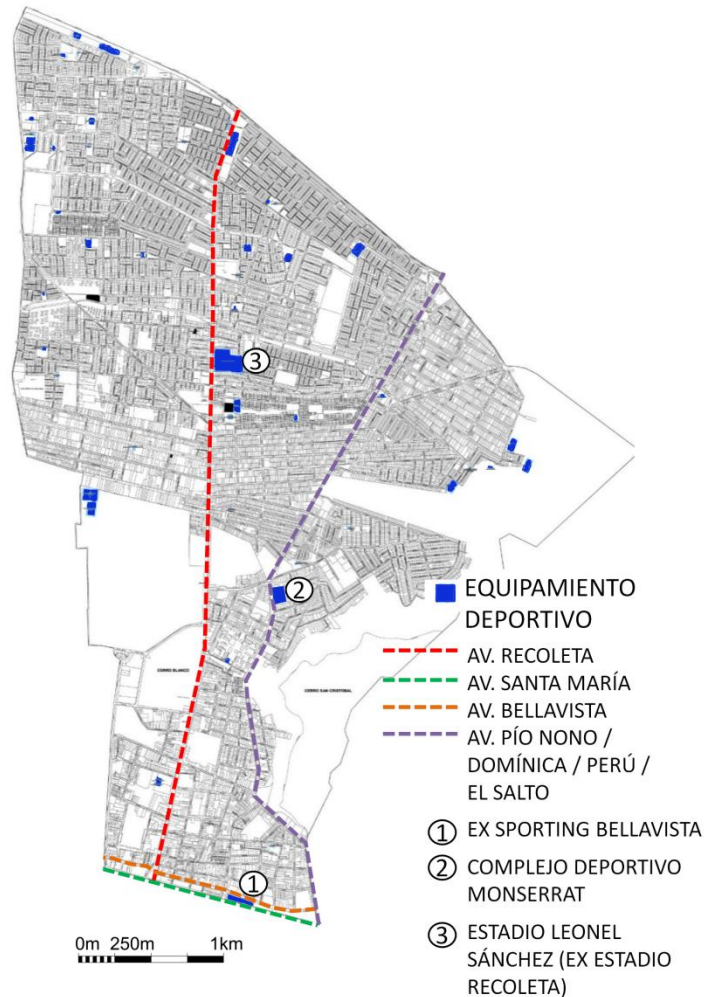 3
2
CERRO BLANCO
CERRO SAN CRISTOBAL
1
0m 250m 1km
EQUIPAMIENTO
DEPORTIVO
AV. RECOLETA
AV. SANTA MARÍA
AV. BELLAVISTA
AV. PÍO NONO /
DOMÍNICA / PERÚ /
EL SALTO
1 EX SPORTING BELLAVISTA
2 COMPLEJO DEPORTIVO
MONSERRAT
3 ESTADIO LEONEL
SÁNCHEZ (EX ESTADIO
RECOLETA)